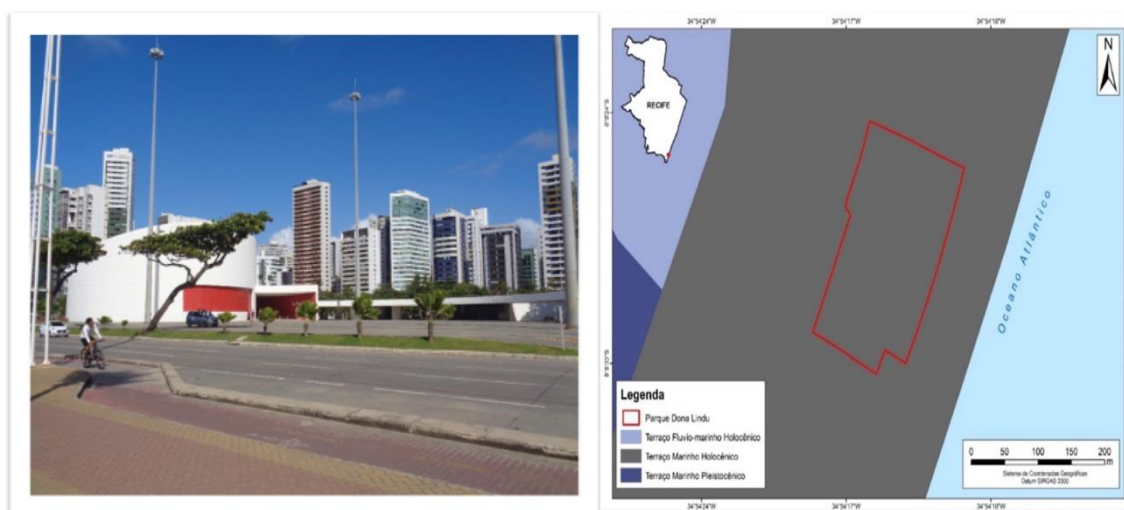 34°54'24"W
34°54'17"W
34°54'10"W
N
RECIFE
Oceano Atlântico
Legenda
Parque Dona Lindu
Terraço Fluvio-marinho Holocênico
Terraço Marinho Holocênico
Terraço Marinho Pleistocênico
0 50 100 150 200
m
Sistema de Coordenadas Geográficas
Datum SIRGAS 2000
34°54'24"W
34°54'17"W
34°54'10"W